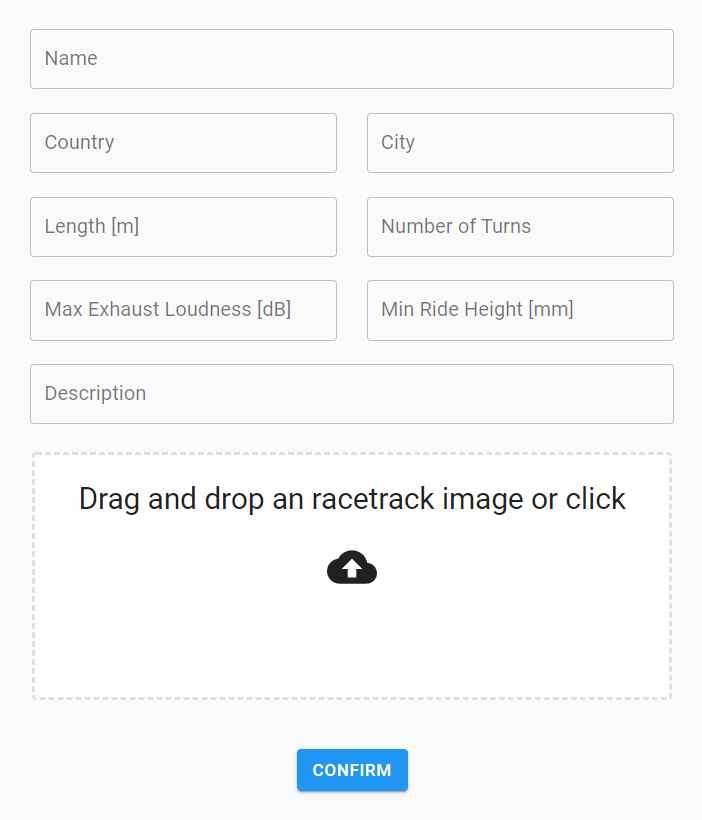 Name
Country
City
Length [m]
Number of Turns
Max Exhaust Loudness [dB]
Min Ride Height [mm]
Description
Drag and drop an racetrack image or click
CONFIRM